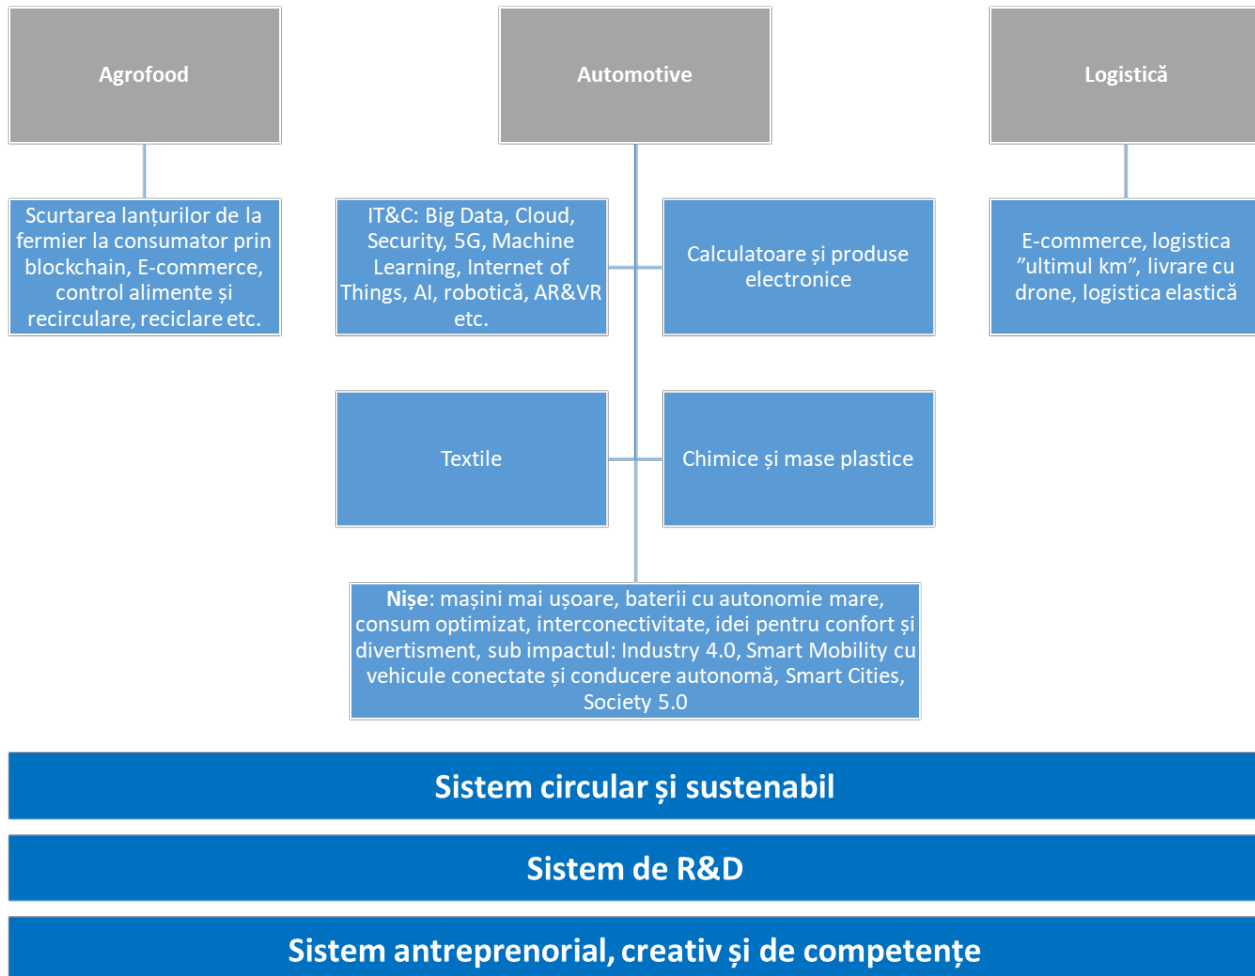 Agrofood
Automotive
Logistică
Scurtarea lanțurilor de la
fermier la consumator prin
blockchain, E-commerce,
control alimente și
recirculare, reciclare etc.
IT&C: Big Data, Cloud,
Security, 5G, Machine
Learning, Internet of
Things, AI, robotică, AR&VR
etc.
Calculatoare și produse
electronice
E-commerce, logistica
”ultimul km”, livrare cu
drone, logistica elastică
Textile
Chimice și mase plastice
Nișe: mașini mai ușoare, baterii cu autonomie mare,
consum optimizat, interconectivitate, idei pentru confort și
divertisment, sub impactul: Industry 4.0, Smart Mobility cu
vehicule conectate și conducere autonomă, Smart Cities,
Society 5.0
Sistem circular și sustenabil
Sistem de R&D
Sistem antreprenorial, creativ și de competențe